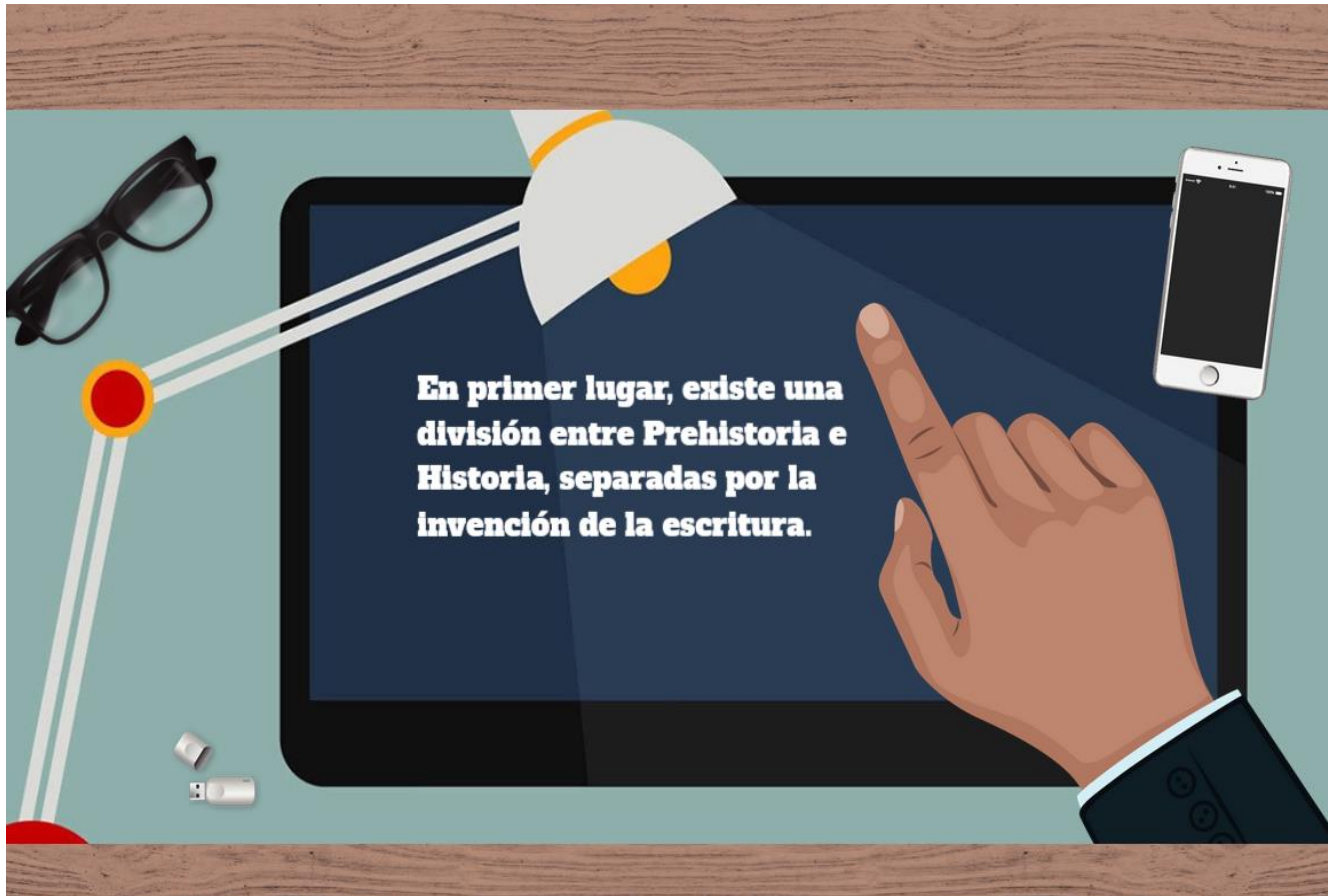 En primer lugar, existe una
división entre Prehistoria e
Historia, separadas por la
invención de la escritura.